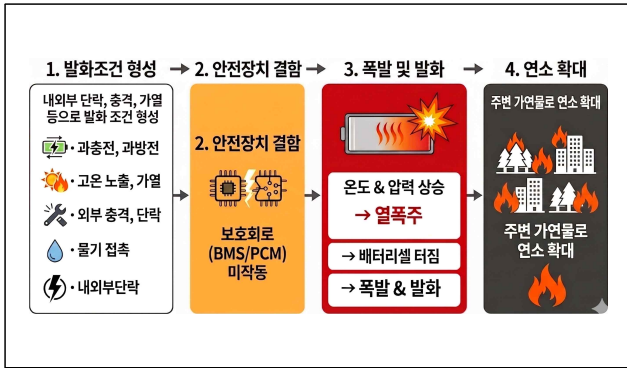 1. 발화조건 형성 → 2. 안전장치 결함 → 3. 폭발 및 발화 → 4. 연소 확대
내외부 단락, 충격, 가열
등으로 발화 조건 형성
· 과충전, 과방전
· 고온 노출, 가열
· 외부 충격, 단락
· 물기 접촉
· 내외부단락
2. 안전장치 결함
보호회로
(BMS/PCM)
미작동
온도 & 압력 상승
→ 열폭주
→ 배터리셀 터짐
→ 폭발 & 발화
주변 가연물로 연소 확대
주변 가연물로
연소 확대